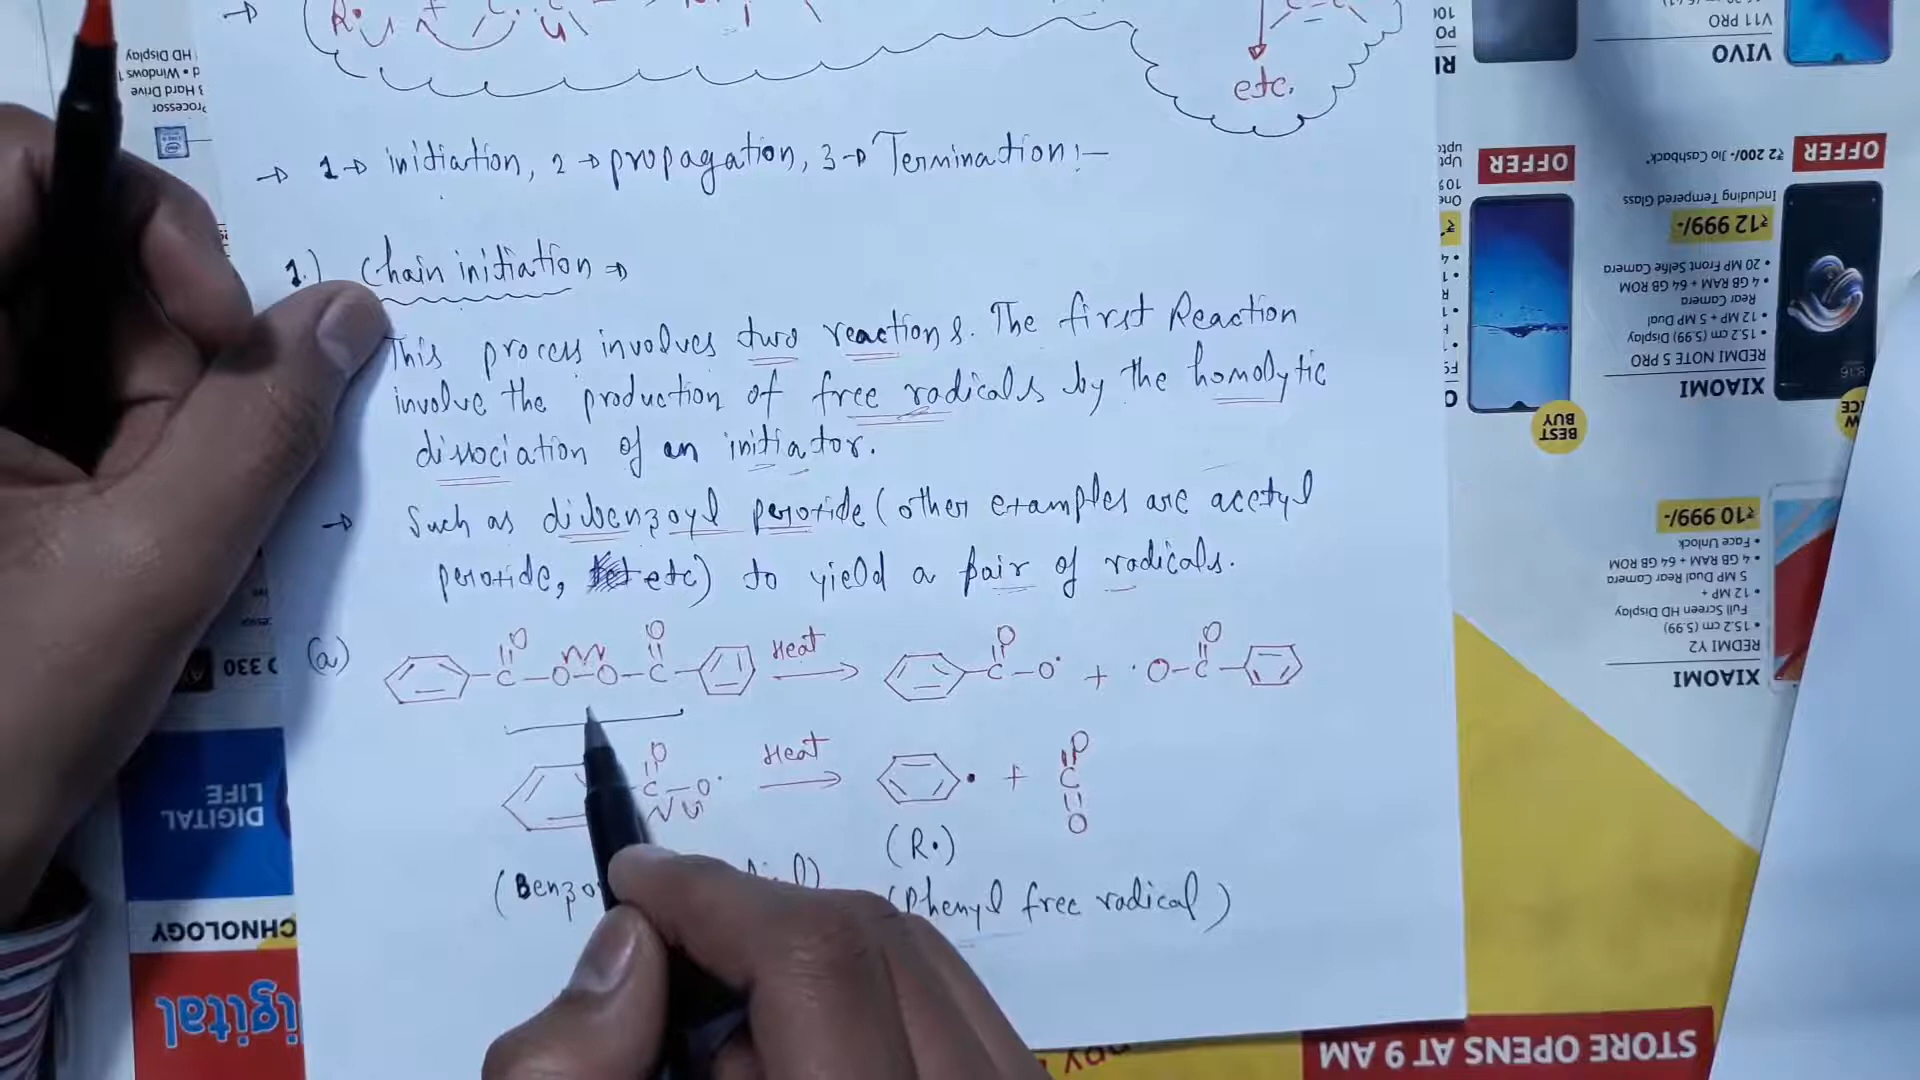 etc.
→ 1→ initiation, 2→ propagation, 3→ Termination:-
1.) Chain initiation →
This process involves two reactions. The first Reaction
involve the production of free radicals by the homolytic
dissociation of an initiator.
→ Such as dibenzoyl peroxide (other examples are acetyl
peroxide, etc) to yield a pair of radicals.
(a)
O O O O
C–O–O–C Heat → C–O• + •O–C
O Heat O
C–O• → • + C
O
(R•)
(Phenyl free radical)
HD Display
3 Hard Drive
Processor
DIGITAL
LIFE
VIVO
V11 PRO
OFFER
₹2 200/- Jio Cashback*
Including Tempered Glass
₹12 999/-
• 20 MP Front Selfie Camera
• 4 GB RAM + 64 GB ROM
Rear Camera
• 12 MP + 5 MP Dual
• 15.2 cm (5.99) Display
REDMI NOTE 5 PRO
XIAOMI
OFFER
BEST
BUY
₹10 999/-
• Face Unlock
• 4 GB RAM + 64 GB ROM
5 MP Dual Rear Camera
• 12 MP +
Full Screen HD Display
• 15.2 cm (5.99)
REDMI Y2
XIAOMI
STORE OPENS AT 9 AM